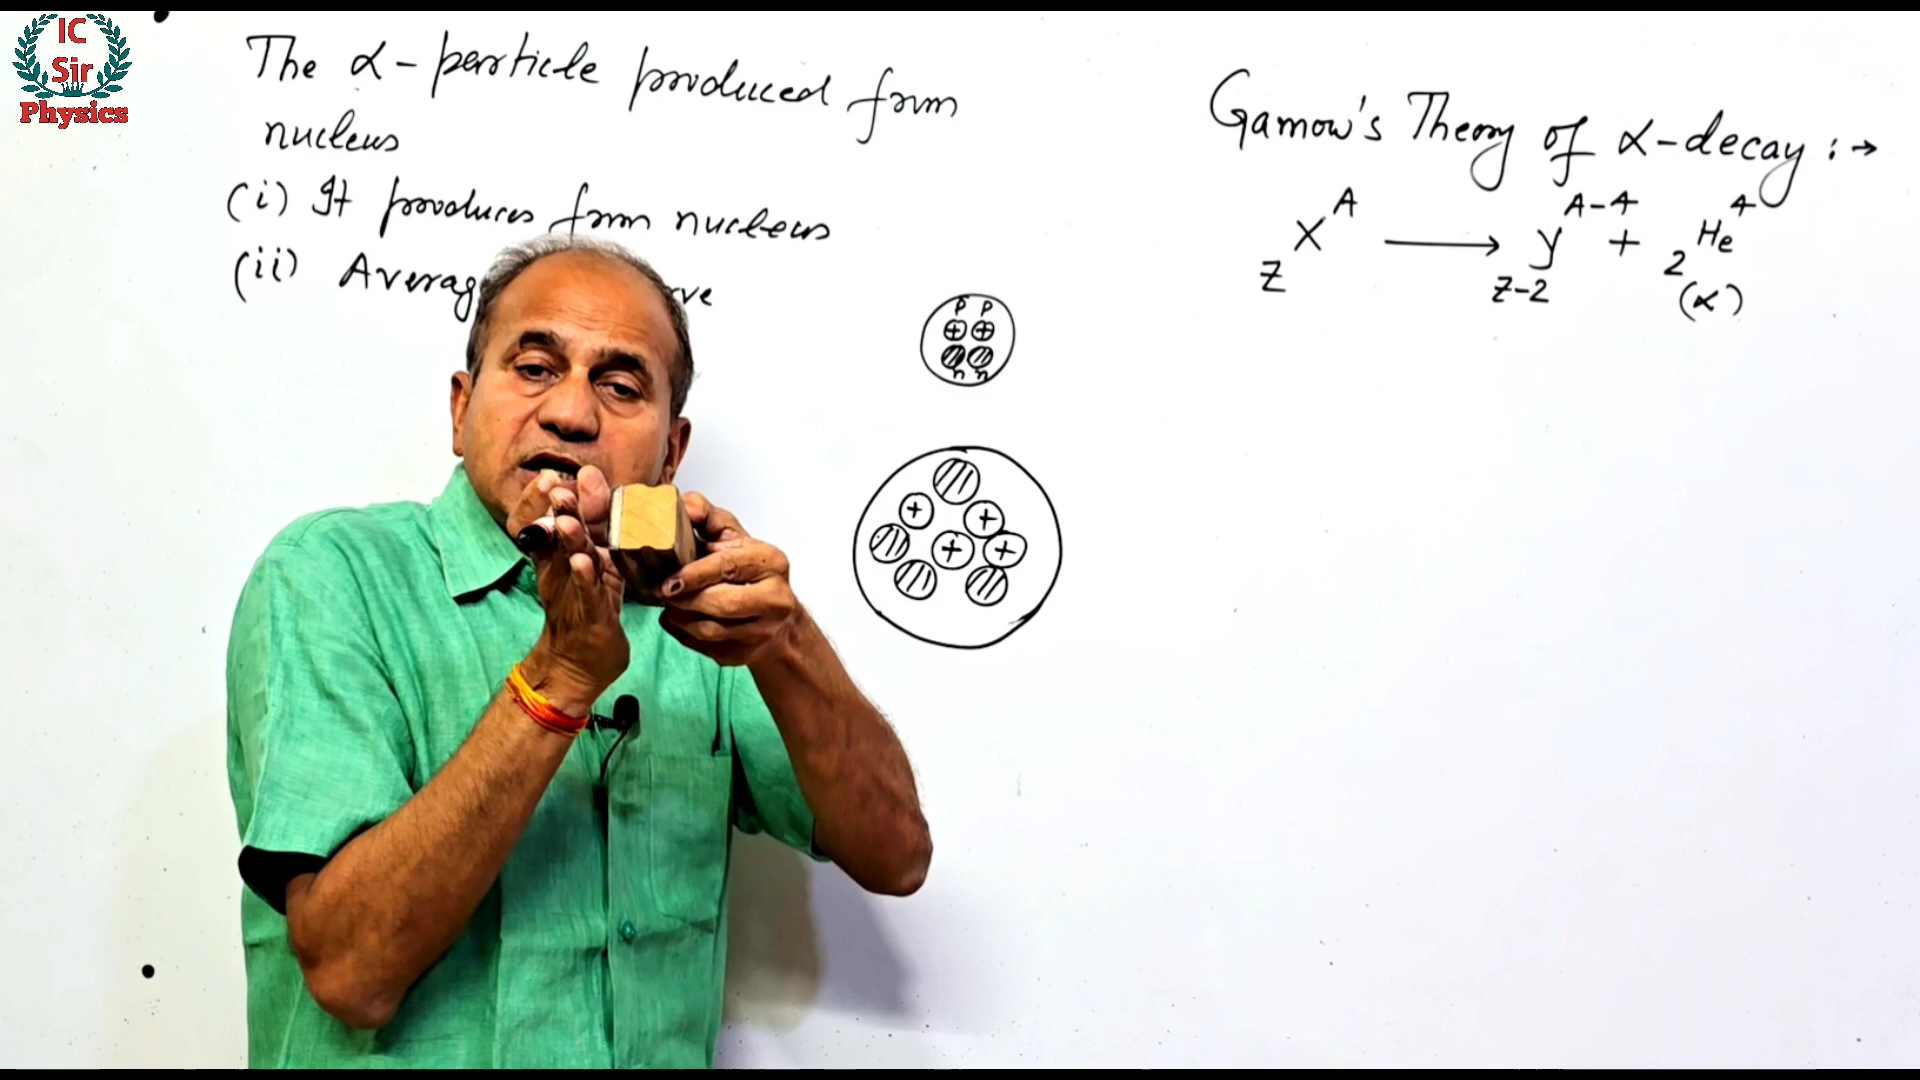 IC
Sir
Physics
The α-particle produced from
nucleus
(i) It produces from nucleus
(ii)
Gamow's Theory of α-decay :→
zX^A ⟶ z-2y^A-4 + 2He^4
(α)
p p
+ +
n n
+ +
+ +